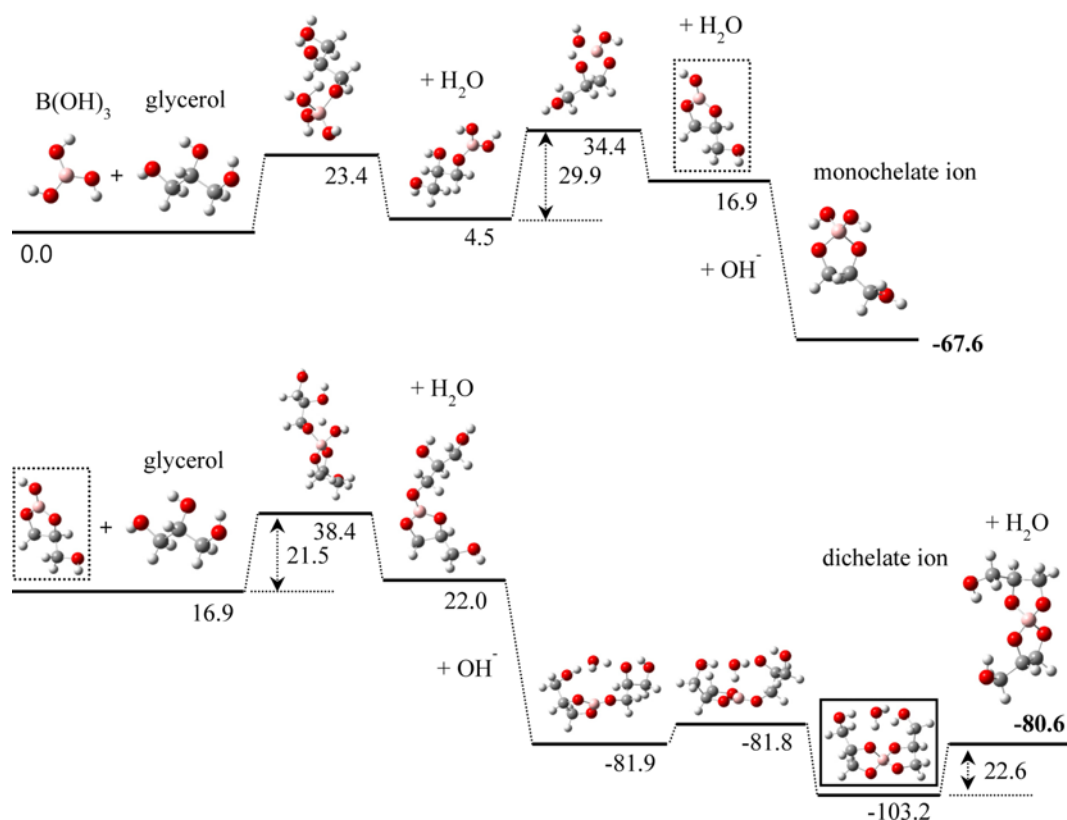 + H₂O
+ H₂O
B(OH)₃ glycerol
+
23.4
34.4
29.9
16.9
monochelate ion
0.0
4.5
+ OH⁻
-67.6
+ H₂O
glycerol
+
+ H₂O
38.4
21.5
dichelate ion
16.9
22.0
+ OH⁻
-80.6
-81.9
-81.8
22.6
-103.2